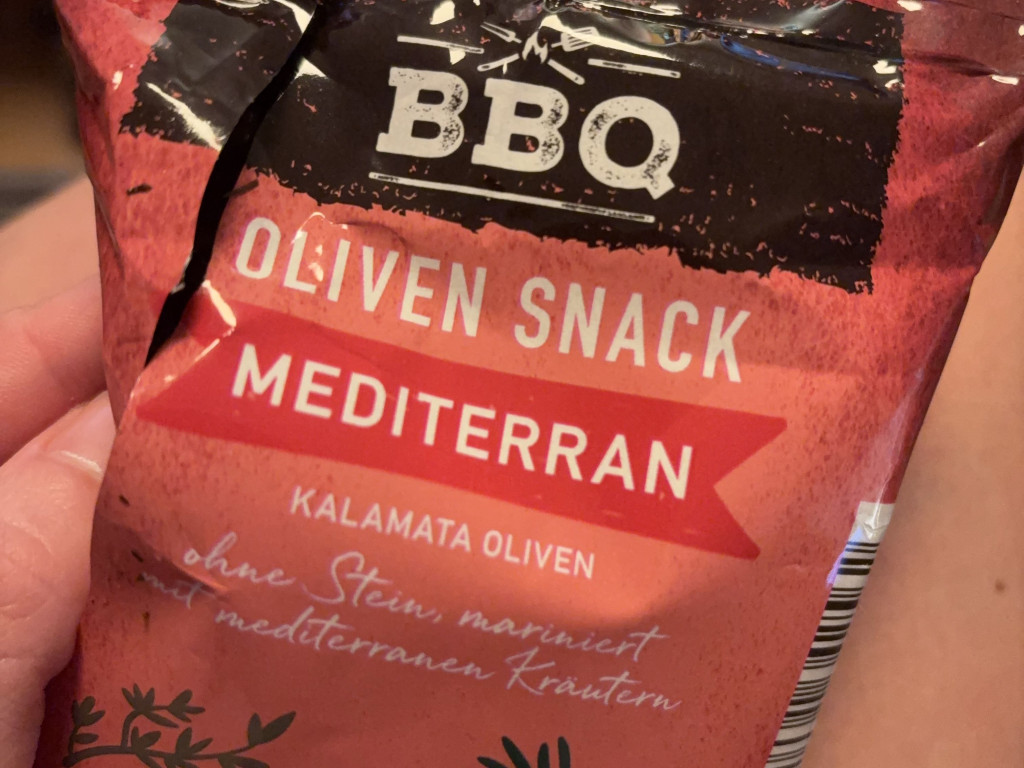 BBQ
OLIVEN SNACK
MEDITERRAN
KALAMATA OLIVEN
ohne Stein, mariniert
mit mediterranen Kräutern